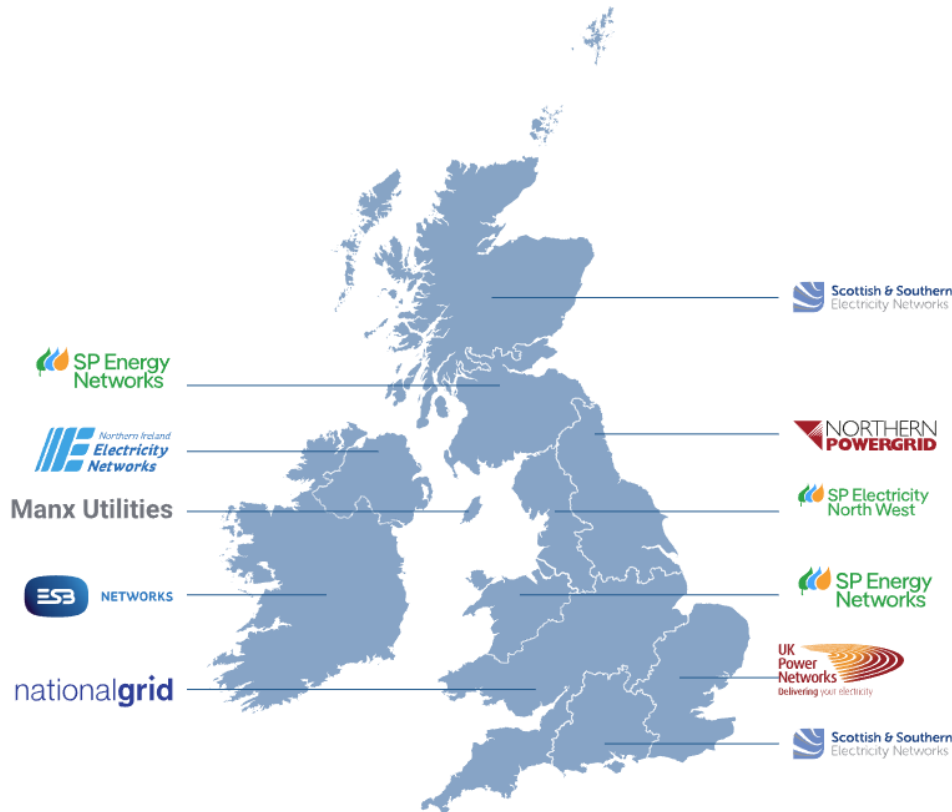 Scottish & Southern
Electricity Networks
SP Energy
Networks
Northern Ireland
Electricity
Networks
NORTHERN
POWERGRID
Manx Utilities
SP Electricity
North West
ESB
NETWORKS
SP Energy
Networks
UK
Power
Networks
Delivering your electricity
nationalgrid
Scottish & Southern
Electricity Networks